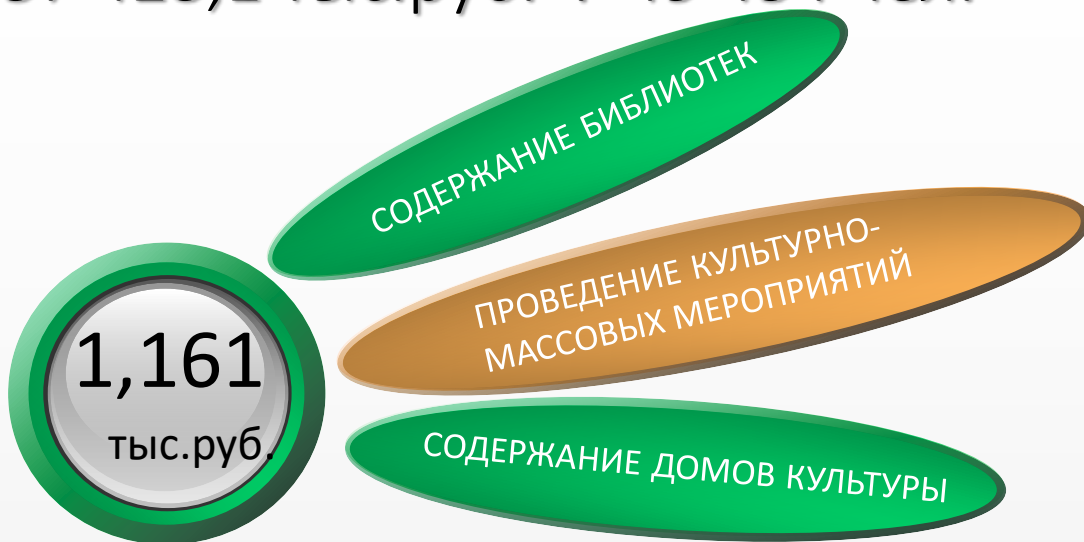 СОДЕРЖАНИЕ БИБЛИОТЕК
ПРОВЕДЕНИЕ КУЛЬТУРНО-
МАССОВЫХ МЕРОПРИЯТИЙ
1,161
тыс.руб.
СОДЕРЖАНИЕ ДОМОВ КУЛЬТУРЫ